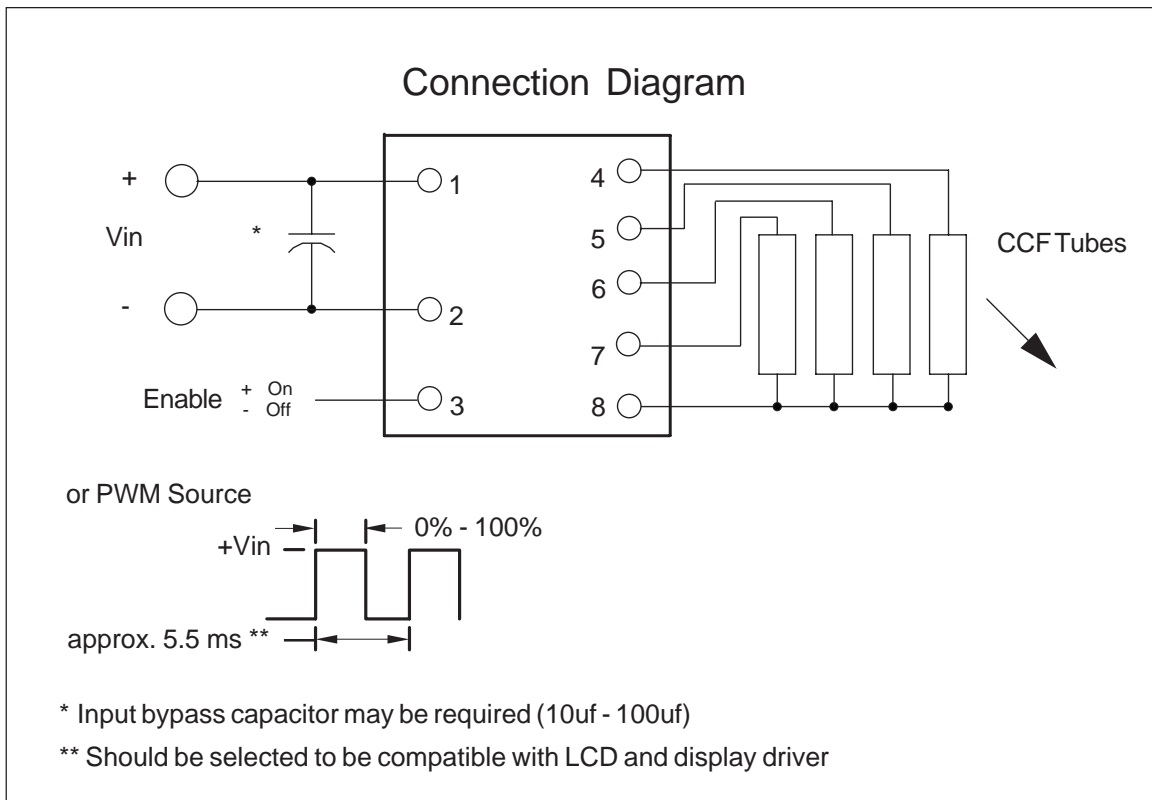 Connection Diagram
+
1
4
Vin
*
5
CCF Tubes
6
-
2
7
Enable + On
- Off
3
8
or PWM Source
0% - 100%
+Vin
approx. 5.5 ms **
* Input bypass capacitor may be required (10uf - 100uf)
** Should be selected to be compatible with LCD and display driver